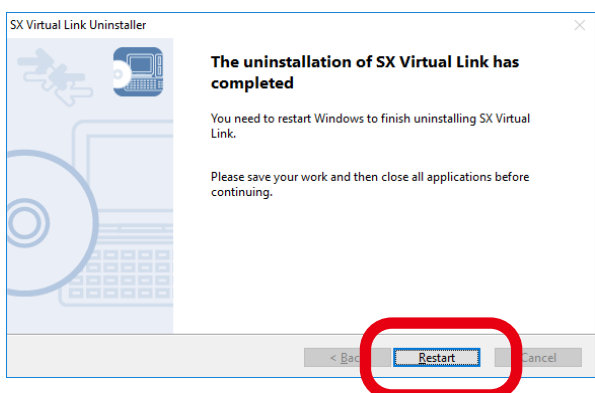 SX Virtual Link Uninstaller
The uninstallation of SX Virtual Link has
completed
You need to restart Windows to finish uninstalling SX Virtual
Link.
Please save your work and then close all applications before
continuing.
< Bac
Restart
Cancel